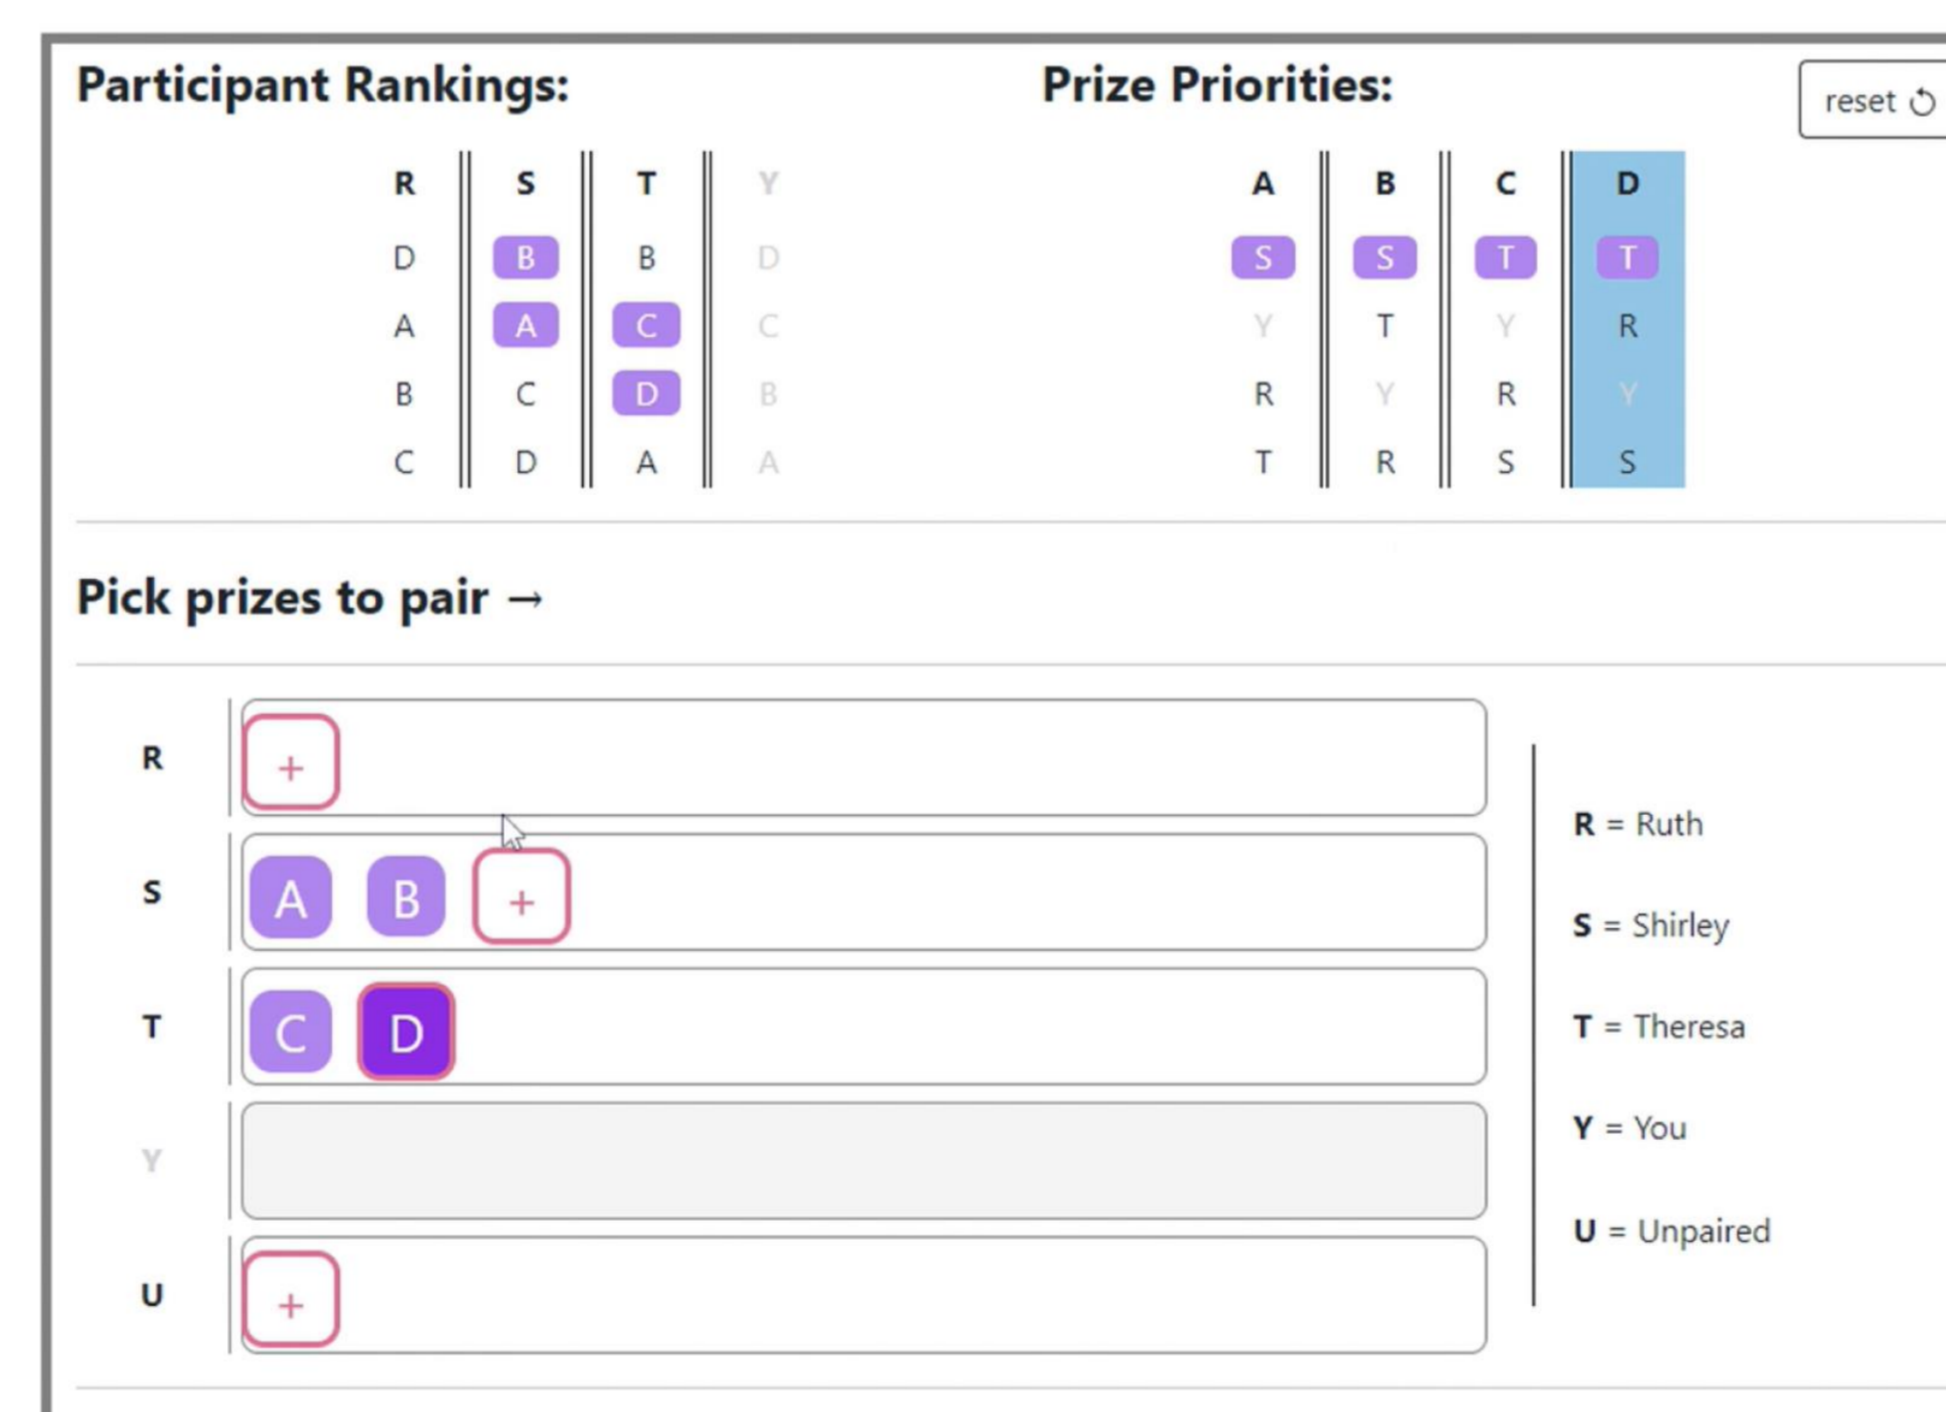 Participant Rankings:
Prize Priorities:
reset
R S T Y
D B B D
A A C C
B C D B
C D A A
A B C D
S S T T
Y T Y R
R Y R Y
T R S S
Pick prizes to pair →
R +
S A B +
T C D
Y
U +
R = Ruth
S = Shirley
T = Theresa
Y = You
U = Unpaired